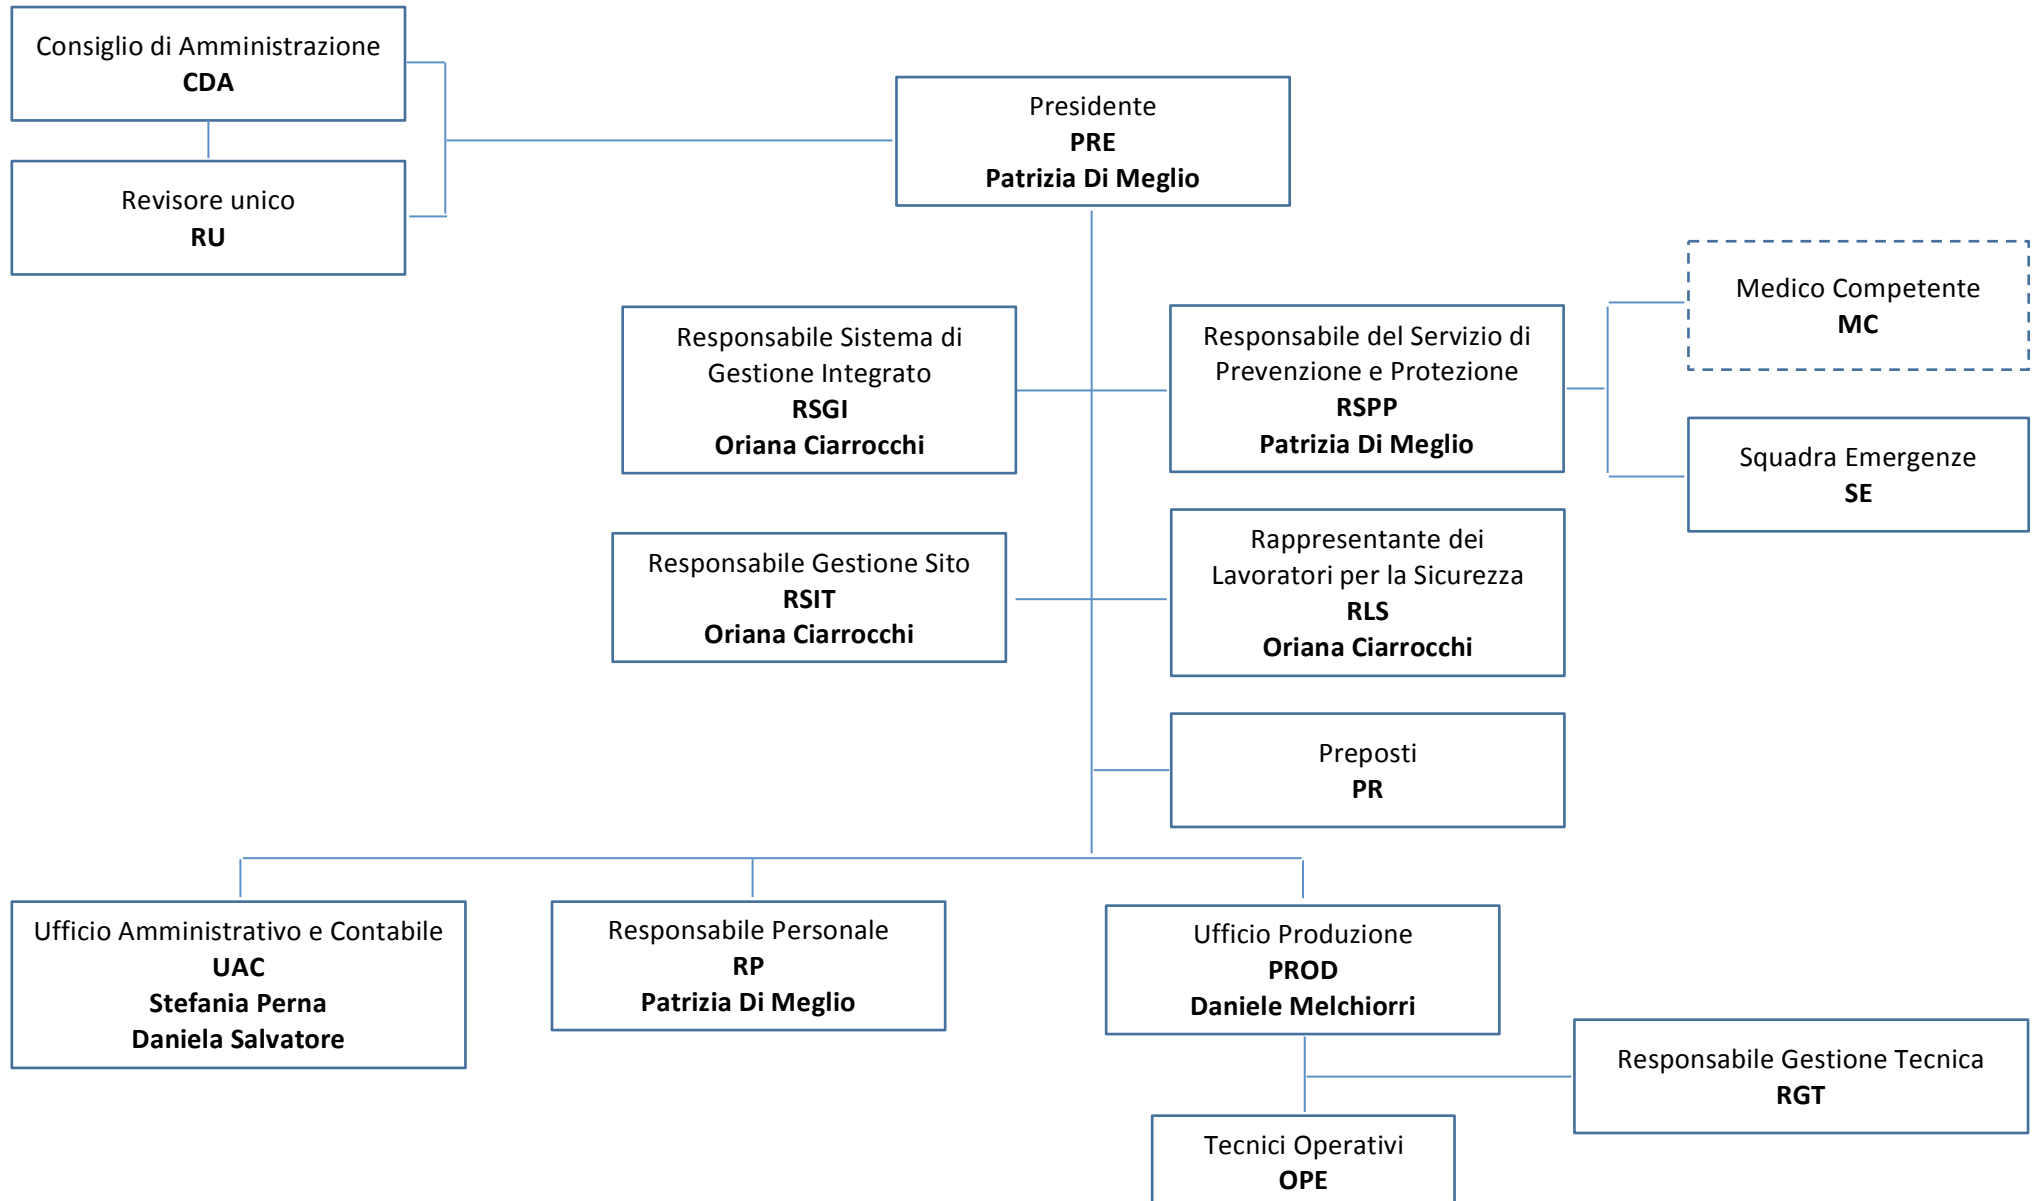 Consiglio di Amministrazione
CDA
Revisore unico
RU
Presidente
PRE
Patrizia Di Meglio
Responsabile Sistema di
Gestione Integrato
RSGI
Oriana Ciarrocchi
Responsabile del Servizio di
Prevenzione e Protezione
RSPP
Patrizia Di Meglio
Medico Competente
MC
Squadra Emergenze
SE
Responsabile Gestione Sito
RSIT
Oriana Ciarrocchi
Rappresentante dei
Lavoratori per la Sicurezza
RLS
Oriana Ciarrocchi
Preposti
PR
Ufficio Amministrativo e Contabile
UAC
Stefania Perna
Daniela Salvatore
Responsabile Personale
RP
Patrizia Di Meglio
Ufficio Produzione
PROD
Daniele Melchiorri
Responsabile Gestione Tecnica
RGT
Tecnici Operativi
OPE